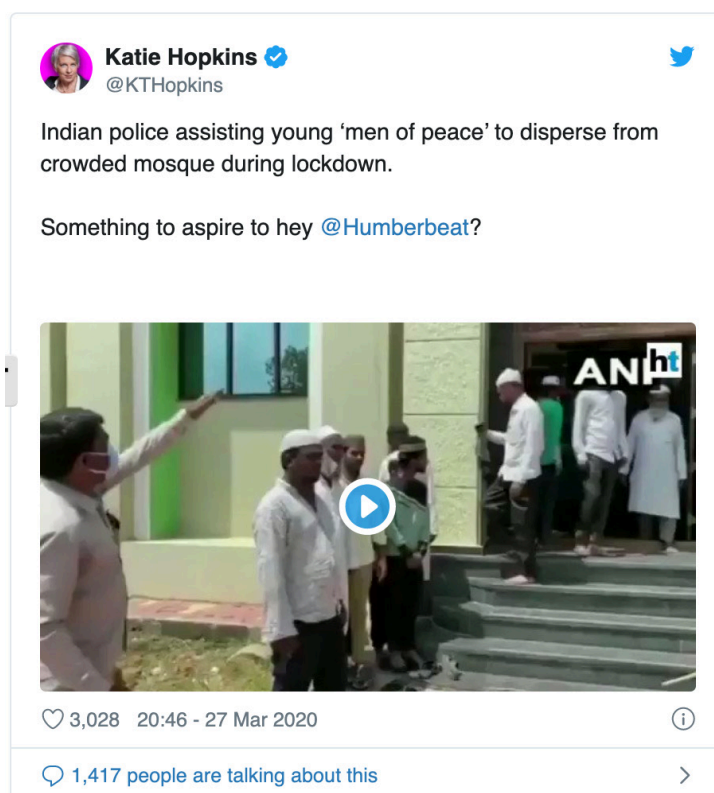 Katie Hopkins
@KTHopkins
Indian police assisting young ‘men of peace’ to disperse from
crowded mosque during lockdown.
Something to aspire to hey @Humberbeat?
ANI
ht
3,028 20:46 - 27 Mar 2020
1,417 people are talking about this